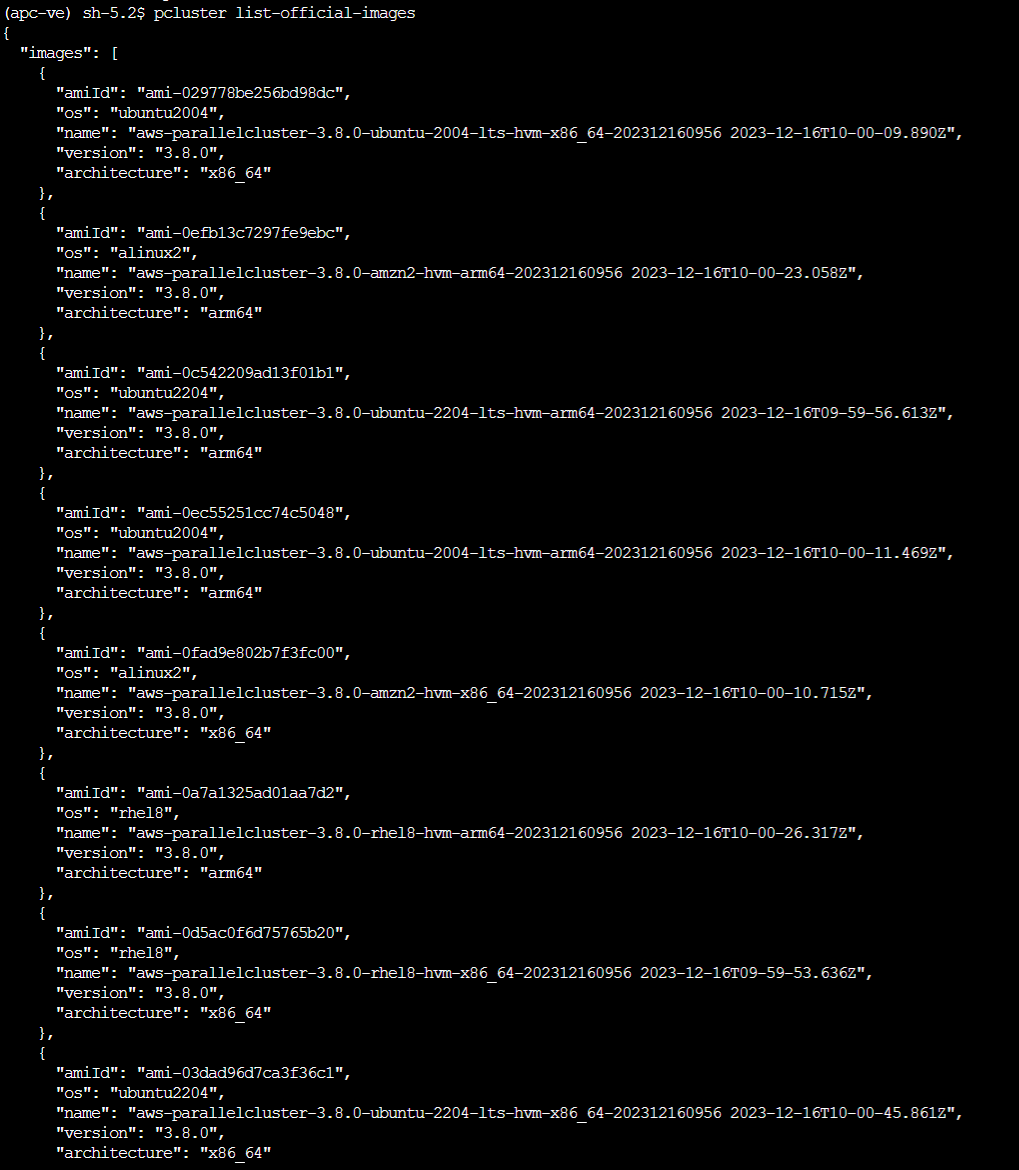 (apc-ve) sh-5.2$ pcluster list-official-images
{
  "images": [
    {
      "amiId": "ami-029778be256bd98dc",
      "os": "ubuntu2004",
      "name": "aws-parallelcluster-3.8.0-ubuntu-2004-lts-hvm-x86_64-202312160956 2023-12-16T10-00-09.890Z",
      "version": "3.8.0",
      "architecture": "x86_64"
    },
    {
      "amiId": "ami-0efb13c7297fe9ebc",
      "os": "alinux2",
      "name": "aws-parallelcluster-3.8.0-amzn2-hvm-arm64-202312160956 2023-12-16T10-00-23.058Z",
      "version": "3.8.0",
      "architecture": "arm64"
    },
    {
      "amiId": "ami-0c542209ad13f01b1",
      "os": "ubuntu2204",
      "name": "aws-parallelcluster-3.8.0-ubuntu-2204-lts-hvm-arm64-202312160956 2023-12-16T09-59-56.613Z",
      "version": "3.8.0",
      "architecture": "arm64"
    },
    {
      "amiId": "ami-0ec55251cc74c5048",
      "os": "ubuntu2004",
      "name": "aws-parallelcluster-3.8.0-ubuntu-2004-lts-hvm-arm64-202312160956 2023-12-16T10-00-11.469Z",
      "version": "3.8.0",
      "architecture": "arm64"
    },
    {
      "amiId": "ami-0fad9e802b7f3fc00",
      "os": "alinux2",
      "name": "aws-parallelcluster-3.8.0-amzn2-hvm-x86_64-202312160956 2023-12-16T10-00-10.715Z",
      "version": "3.8.0",
      "architecture": "x86_64"
    },
    {
      "amiId": "ami-0a7a1325ad01aa7d2",
      "os": "rhel8",
      "name": "aws-parallelcluster-3.8.0-rhel8-hvm-arm64-202312160956 2023-12-16T10-00-26.317Z",
      "version": "3.8.0",
      "architecture": "arm64"
    },
    {
      "amiId": "ami-0d5ac0f6d75765b20",
      "os": "rhel8",
      "name": "aws-parallelcluster-3.8.0-rhel8-hvm-x86_64-202312160956 2023-12-16T09-59-53.636Z",
      "version": "3.8.0",
      "architecture": "x86_64"
    },
    {
      "amiId": "ami-03dad96d7ca3f36c1",
      "os": "ubuntu2204",
      "name": "aws-parallelcluster-3.8.0-ubuntu-2204-lts-hvm-x86_64-202312160956 2023-12-16T10-00-45.861Z",
      "version": "3.8.0",
      "architecture": "x86_64"